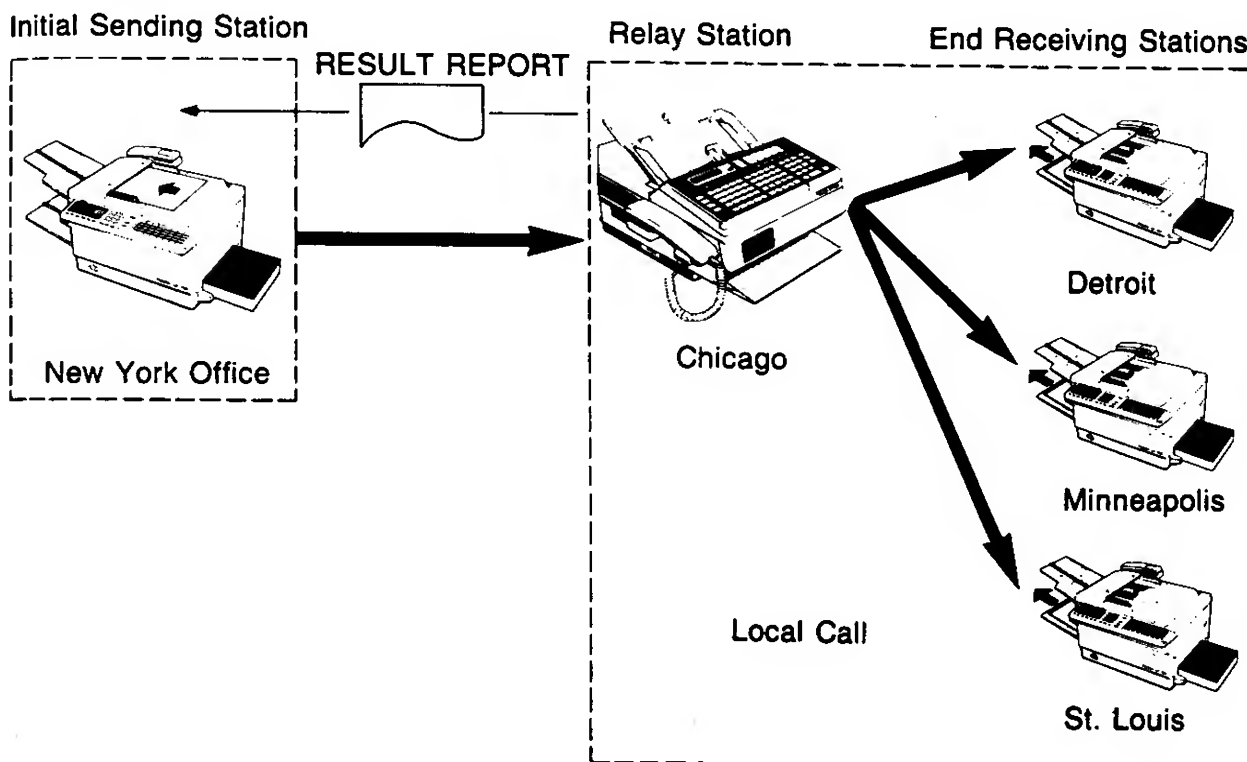 Initial Sending Station
Relay Station
End Receiving Stations
RESULT REPORT
New York Office
Chicago
Detroit
Minneapolis
Local Call
St. Louis